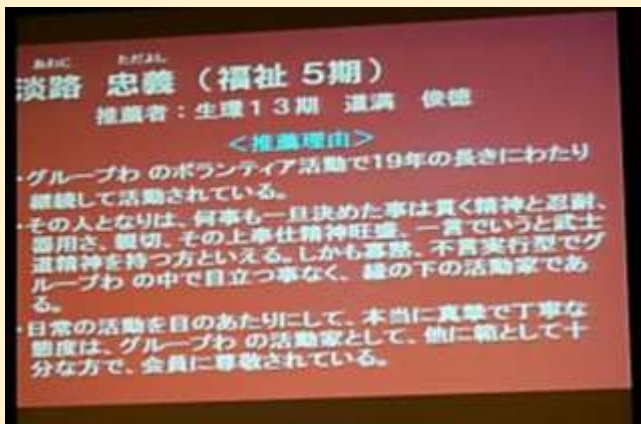 あわじ ただよし
淡路 忠義（福祉５期）
推薦者：生環１３期 道満 俊徳
＜推薦理由＞
・グループわ のボランティア活動で19年の長きにわたり
継続して活動されている。
・その人となりは、何事も一旦決めた事は貫く精神と忍耐、
器用さ、親切、その上奉仕精神旺盛、一言でいうと武士
道精神を持つ方といえる。しかも寡黙、不言実行型でグ
ループわ の中で目立つ事なく、縁の下の活動家であ
る。
・日常の活動を目のあたりにして、本当に真摯で丁寧な
態度は、グループわ の活動家として、他に範として十
分な方で、会員に尊敬されている。